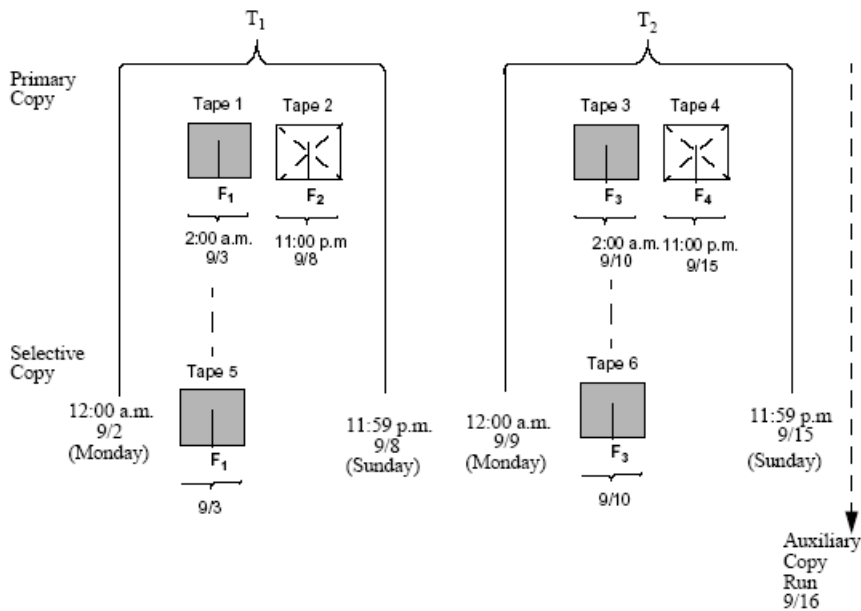 T1
T2
Primary
Copy
Tape 1
Tape 2
Tape 3
Tape 4
F1
F2
F3
F4
2:00 a.m.
9/3
11:00 p.m
9/8
2:00 a.m.
9/10
11:00 p.m.
9/15
Selective
Copy
Tape 5
Tape 6
12:00 a.m.
9/2
(Monday)
F1
9/3
11:59 p.m.
9/8
(Sunday)
12:00 a.m.
9/9
(Monday)
F3
9/10
11:59 p.m
9/15
(Sunday)
Auxiliary
Copy
Run
9/16